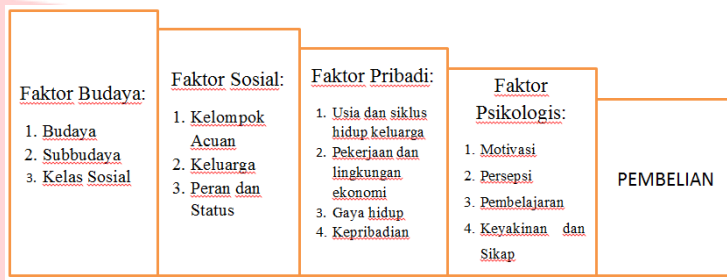 Faktor Budaya:
1. Budaya
2. Subbudaya
3. Kelas Sosial
Faktor Sosial:
1. Kelompok
Acuan
2. Keluarga
3. Peran dan
Status
Faktor Pribadi:
1. Usia dan siklus
hidup keluarga
2. Pekerjaan dan
lingkungan
ekonomi
3. Gaya hidup
4. Kepribadian
Faktor
Psikologis:
1. Motivasi
2. Persepsi
3. Pembelajaran
4. Keyakinan dan
Sikap
PEMBELIAN